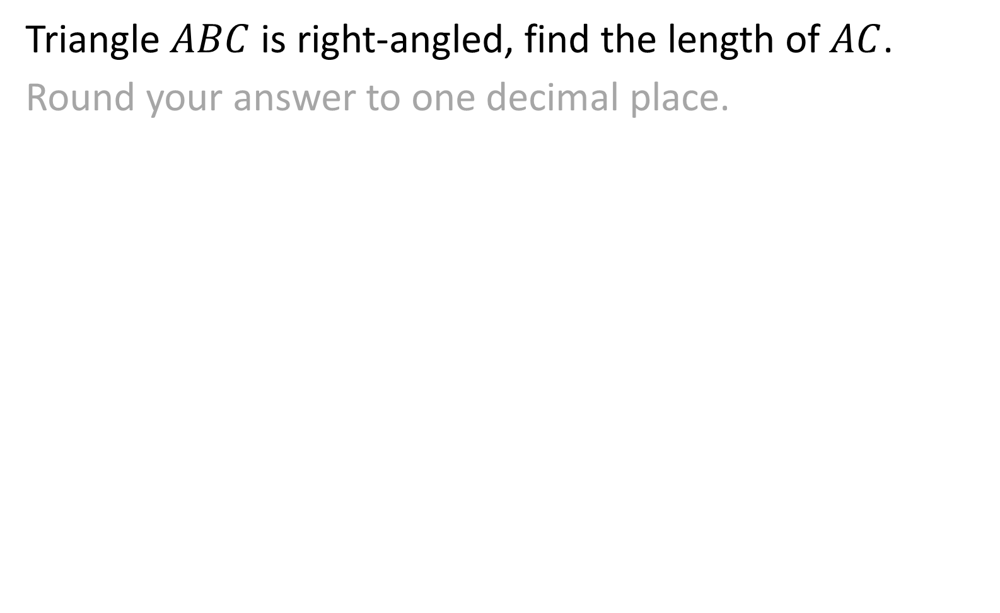 Triangle ABC is right-angled, find the length of AC.
Round your answer to one decimal place.